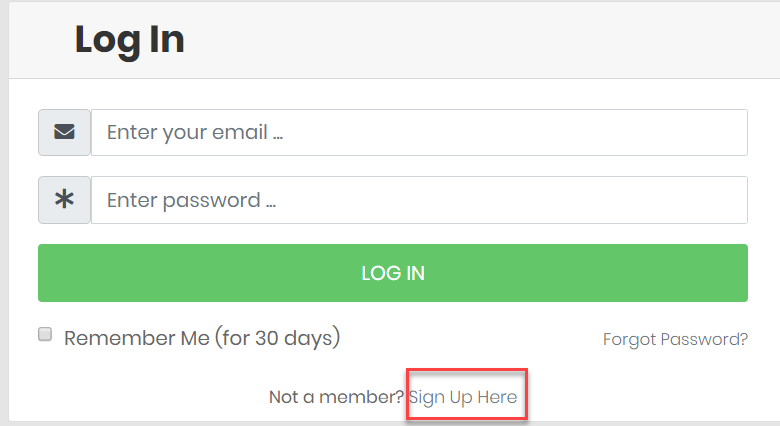 Log In
Enter your email ...
Enter password ...
LOG IN
Remember Me (for 30 days) Forgot Password?
Not a member? Sign Up Here